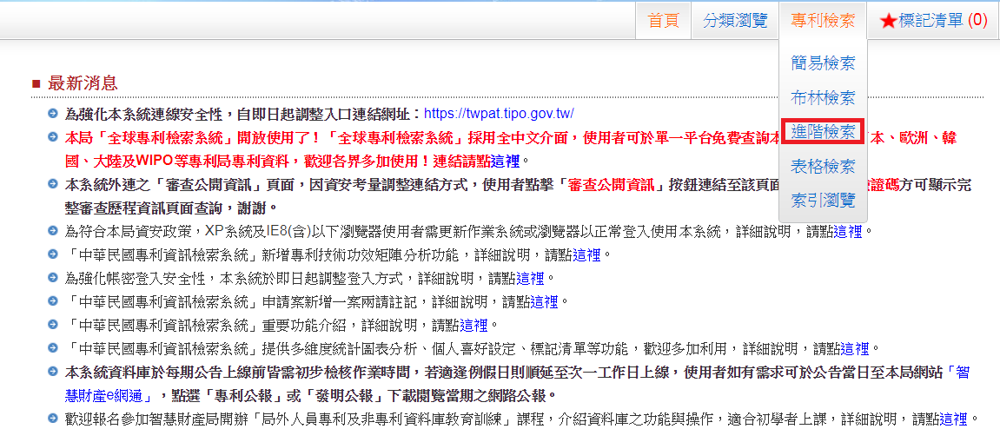 首頁 分類瀏覽 專利檢索 ★標記清單 (0)
簡易檢索
布林檢索
進階檢索
表格檢索
索引瀏覽
最新消息
為強化本系統連線安全性，自即日起調整入口連結網址：https://twpat.tipo.gov.tw/
本局「全球專利檢索系統」開放使用了！「全球專利檢索系統」採用全中文介面，使用者可於單一平台免費查詢本 本、歐洲、韓
國、大陸及WIPO等專利局專利資料，歡迎各界多加使用！連結請點這裡。
本系統外連之「審查公開資訊」頁面，因資安考量調整連結方式，使用者點擊「審查公開資訊」按鈕連結至該頁面 證碼方可顯示完
整審查歷程資訊頁面查詢，謝謝。
為符合本局資安政策，XP系統及IE8(含)以下瀏覽器使用者需更新作業系統或瀏覽器以正常登入使用本系統，詳細說明，請點這裡。
「中華民國專利資訊檢索系統」新增專利技術功效矩陣分析功能，詳細說明，請點這裡。
為強化帳密登入安全性，本系統於即日起調整登入方式，詳細說明，請點這裡。
「中華民國專利資訊檢索系統」申請案新增一案兩請註記，詳細說明，請點這裡。
「中華民國專利資訊檢索系統」重要功能介紹，詳細說明，請點這裡。
「中華民國專利資訊檢索系統」提供多維度統計圖表分析、個人喜好設定、標記清單等功能，歡迎多加利用，詳細說明，請點這裡。
本系統資料庫於每期公告上線前皆需初步檢核作業時間，若適逢例假日則順延至次一工作日上線，使用者如有需求可於公告當日至本局網站「智
慧財產e網通」，點選「專利公報」或「發明公報」下載閱覽當期之網路公報。
歡迎報名參加智慧財產局開辦「局外人員專利及非專利資料庫教育訓練」課程，介紹資料庫之功能與操作，適合初學者上課，詳細說明，請點這裡。